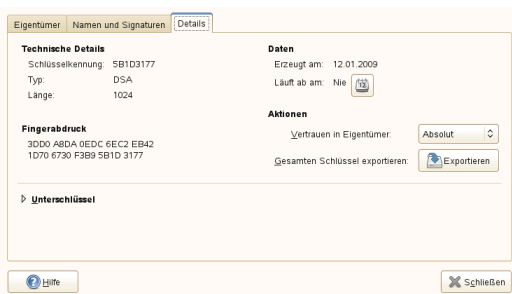 Eigentümer Namen und Signaturen Details
Technische Details
Schlüsselkennung: 5B1D3177
Typ: DSA
Länge: 1024
Fingerabdruck
3DD0 A8DA 0EDC 6EC2 EB42
1D70 6730 F3B9 5B1D 3177
Daten
Erzeugt am: 12.01.2009
Läuft ab am: Nie
Aktionen
Vertrauen in Eigentümer: Absolut
Gesamten Schlüssel exportieren: Exportieren
Unterschlüssel
Hilfe Schließen